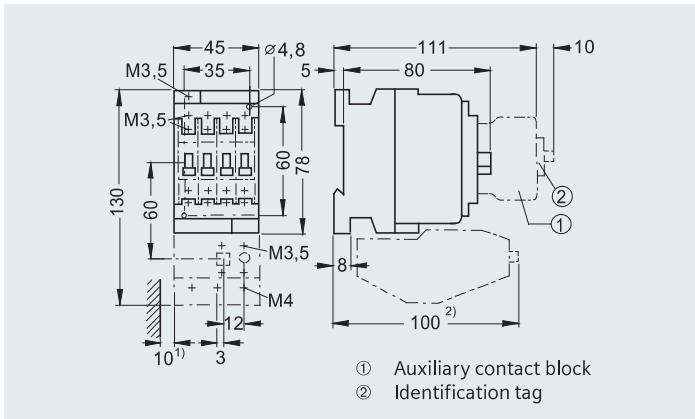 45
35
ø4,8
M3,5
M3,5
111
10
5
80
130
60
60
78
②
①
M3,5
8
M4
12
10¹⁾
3
100²⁾
① Auxiliary contact block
② Identification tag